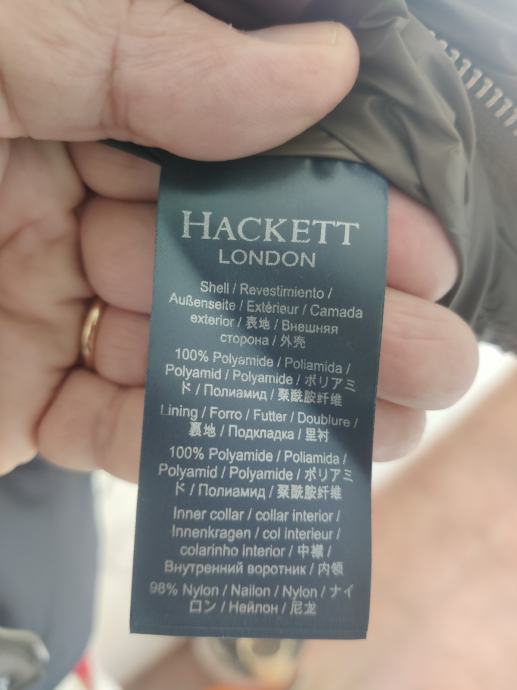 HACKETT
LONDON
Shell / Revestimiento /
Außenseite / Extérieur / Camada
exterior / 表地 / Внешняя
сторона / 外壳
100% Polyamide / Poliamida /
Polyamid / Polyamide / ポリアミ
ド / Полиамид / 聚酰胺纤维
Lining / Forro / Futter / Doublure /
裏地 / Подкладка / 里衬
100% Polyamide / Poliamida /
Polyamid / Polyamide / ポリアミ
ド / Полиамид / 聚酰胺纤维
Inner collar / collar interior /
Innenkragen / col interieur /
colarinho interior / 中襟 /
Внутренний воротник / 内领
98% Nylon / Nailon / Nylon / ナイ
ロン / Нейлон / 尼龙